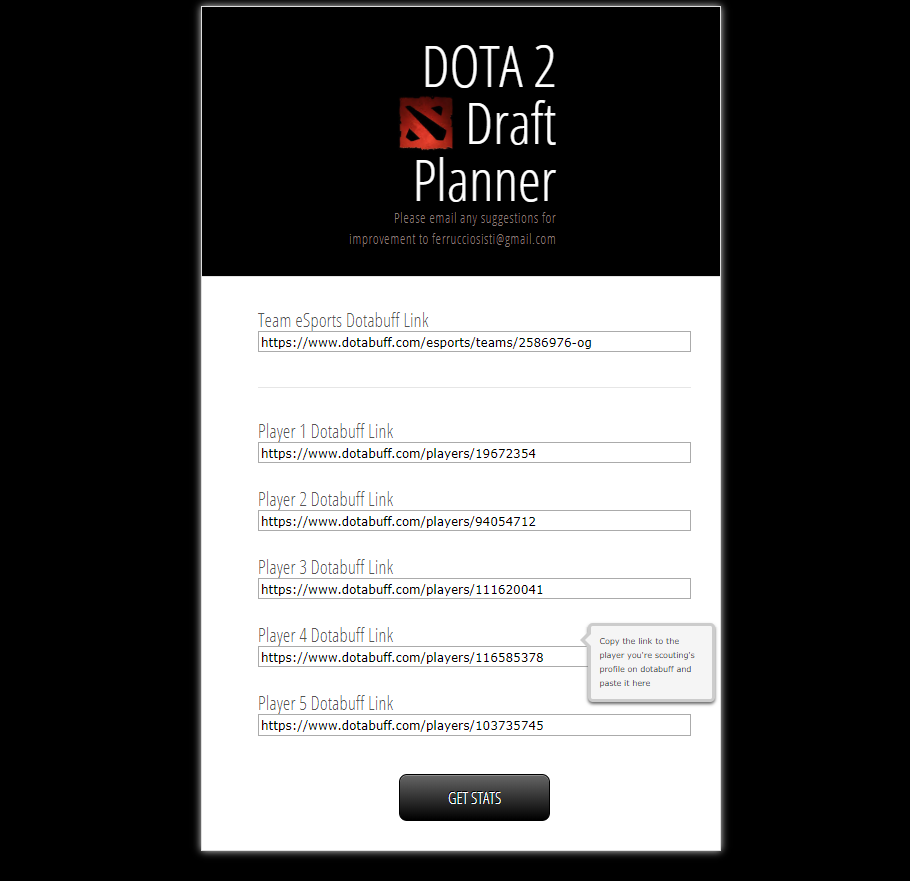 DOTA 2
Draft
Planner
Please email any suggestions for
improvement to ferrucciosisti@gmail.com
Team eSports Dotabuff Link
https://www.dotabuff.com/esports/teams/2586976-og
Player 1 Dotabuff Link
https://www.dotabuff.com/players/19672354
Player 2 Dotabuff Link
https://www.dotabuff.com/players/94054712
Player 3 Dotabuff Link
https://www.dotabuff.com/players/111620041
Player 4 Dotabuff Link
https://www.dotabuff.com/players/116585378
Copy the link to the
player you're scouting's
profile on dotabuff and
paste it here
Player 5 Dotabuff Link
https://www.dotabuff.com/players/103735745
GET STATS